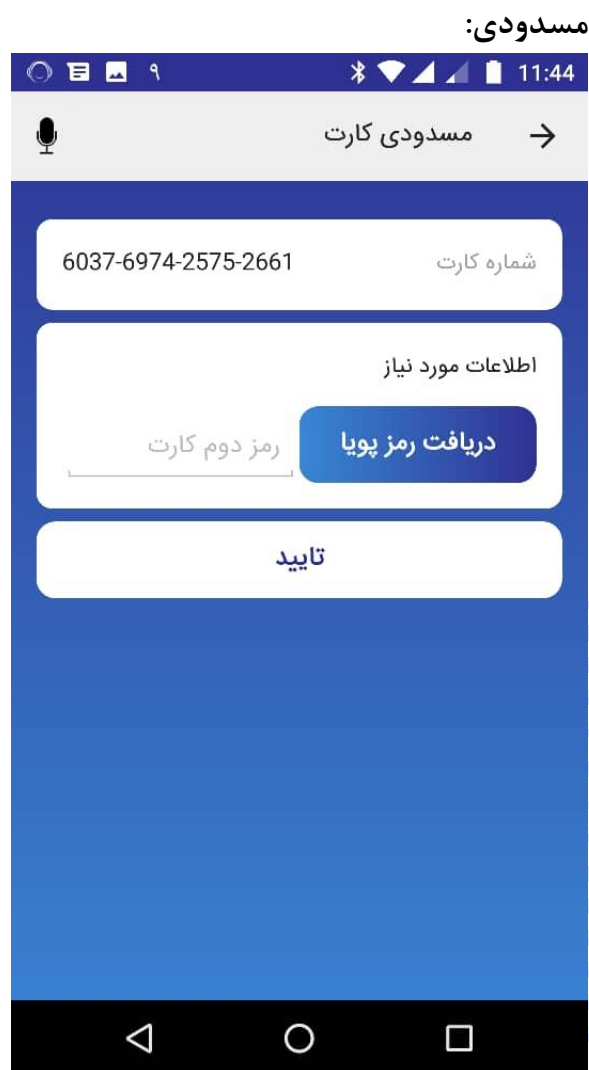 مسدودی:
۹ 11:44
مسدودی کارت
شماره کارت 6037-6974-2575-2661
اطلاعات مورد نیاز
دریافت رمز پویا رمز دوم کارت
تایید